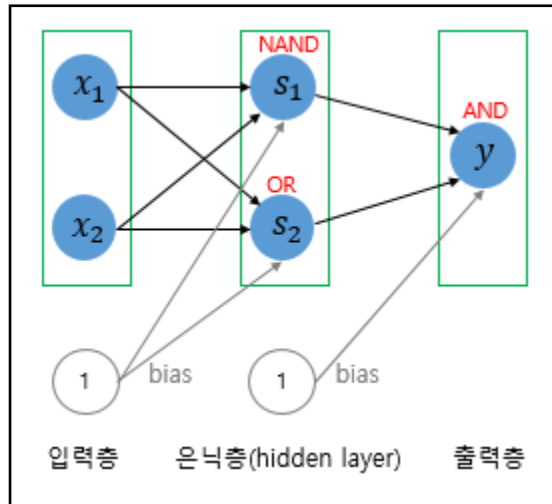 NAND
x₁ s₁ AND
y
OR
x₂ s₂
1 bias 1 bias
입력층 은닉층(hidden layer) 출력층